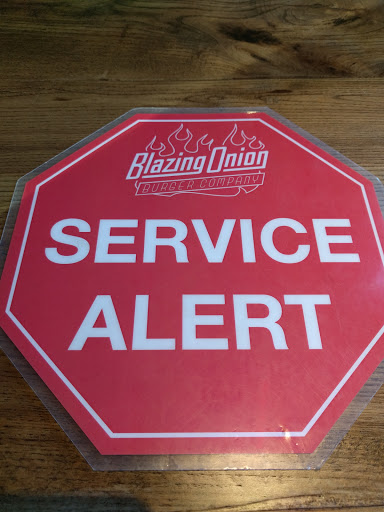 Blazing Onion
BURGER COMPANY
SERVICE
ALERT